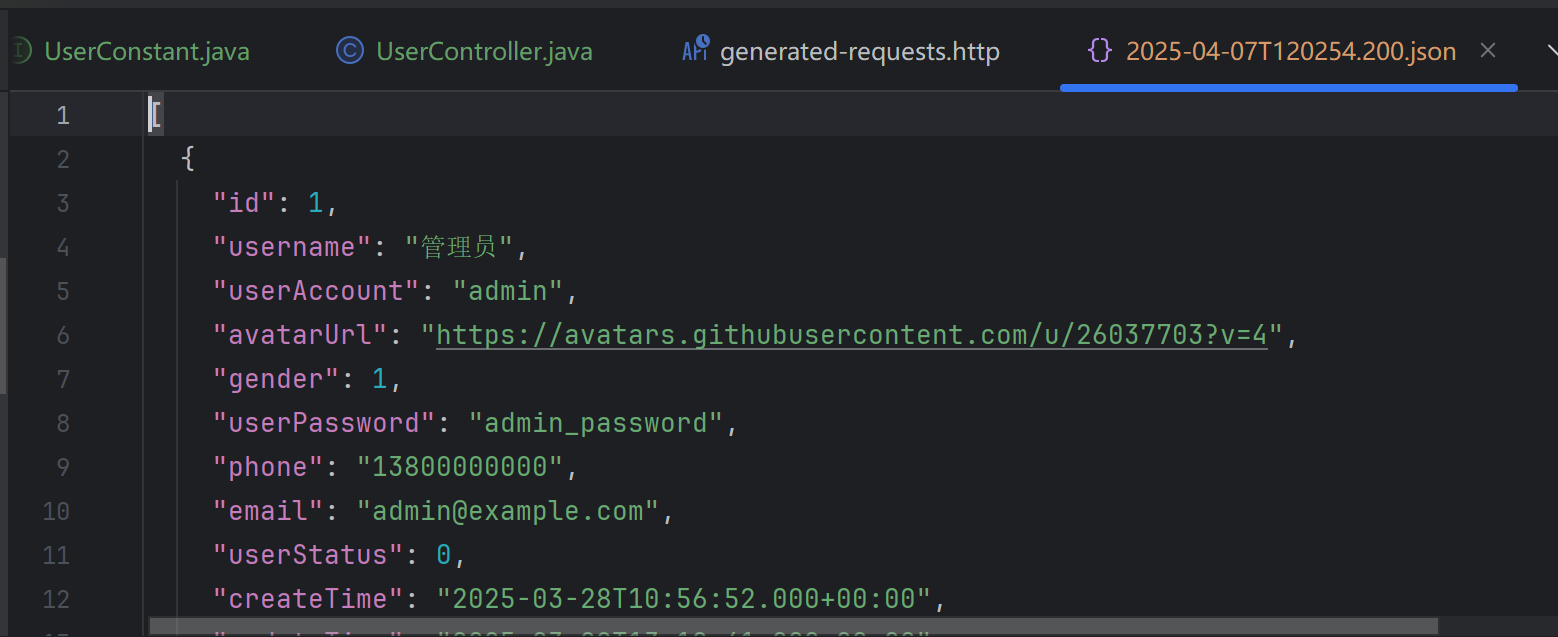 UserConstant.java UserController.java generated-requests.http 2025-04-07T120254.200.json
1 [
2 {
3 "id": 1,
4 "username": "管理员",
5 "userAccount": "admin",
6 "avatarUrl": "https://avatars.githubusercontent.com/u/26037703?v=4",
7 "gender": 1,
8 "userPassword": "admin_password",
9 "phone": "13800000000",
10 "email": "admin@example.com",
11 "userStatus": 0,
12 "createTime": "2025-03-28T10:56:52.000+00:00",